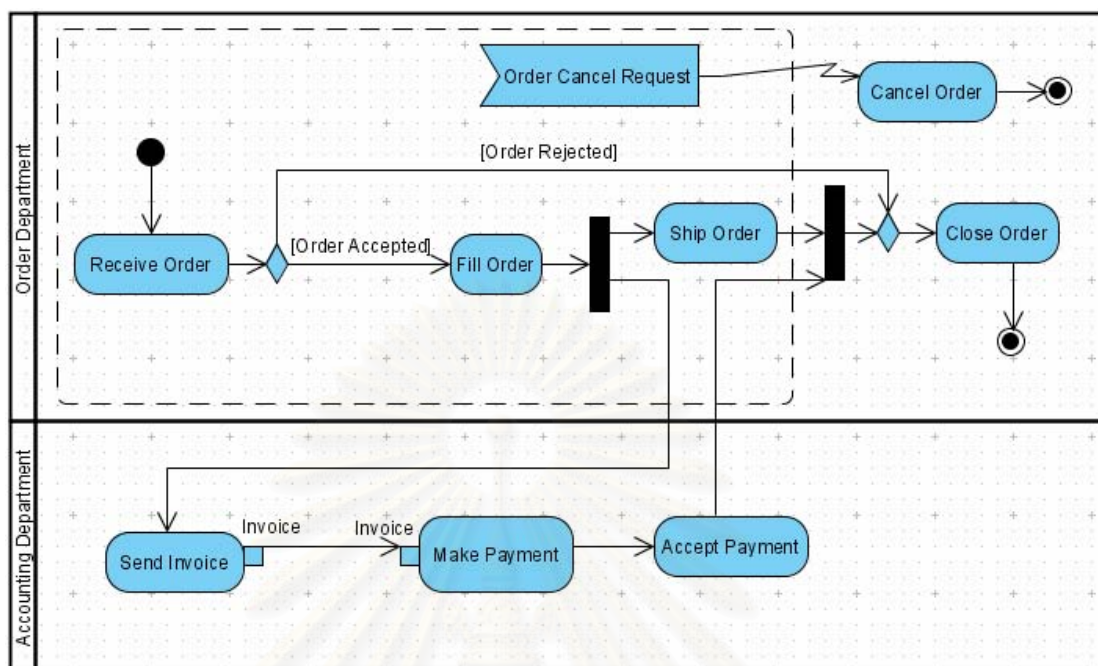 Order Department
Order Cancel Request
Cancel Order
[Order Rejected]
Receive Order
[Order Accepted]
Fill Order
Ship Order
Close Order
Accounting Department
Send Invoice
Invoice
Invoice
Make Payment
Accept Payment